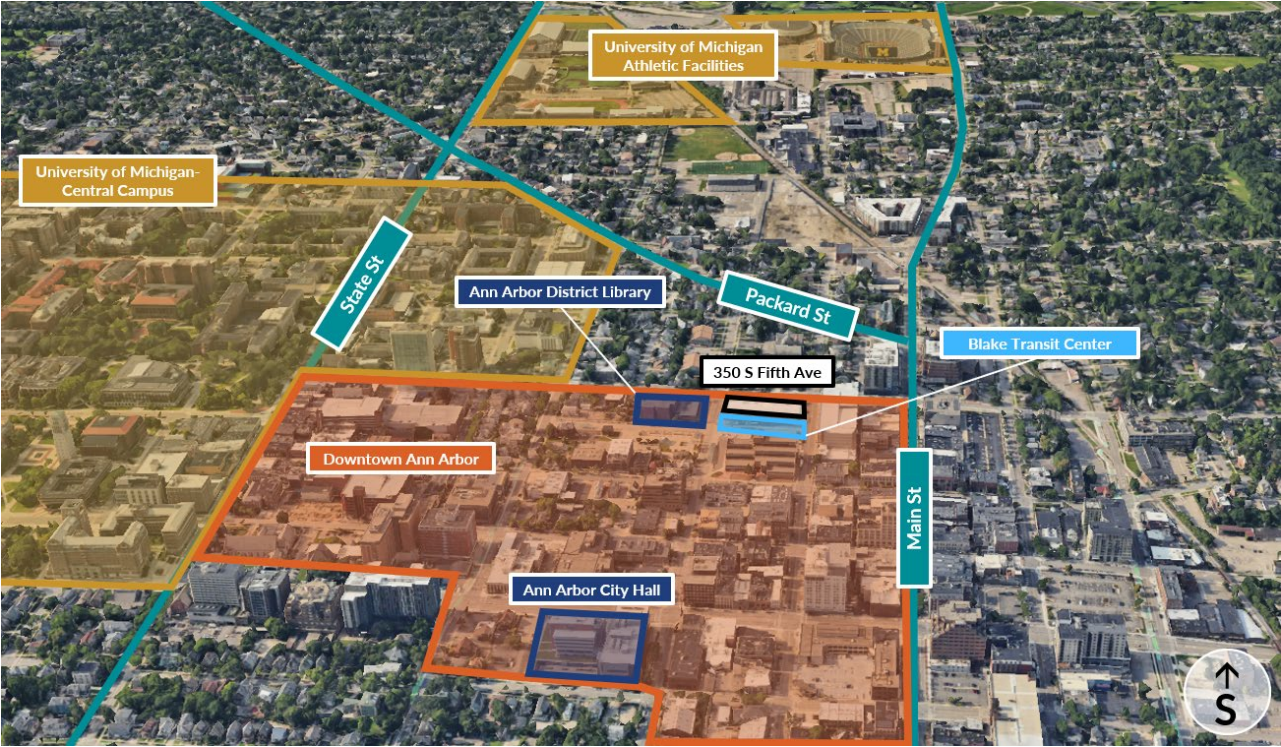 University of Michigan
Athletic Facilities
M
University of Michigan-
Central Campus
State St
Ann Arbor District Library
Packard St
Blake Transit Center
350 S Fifth Ave
Downtown Ann Arbor
Main St
Ann Arbor City Hall
S